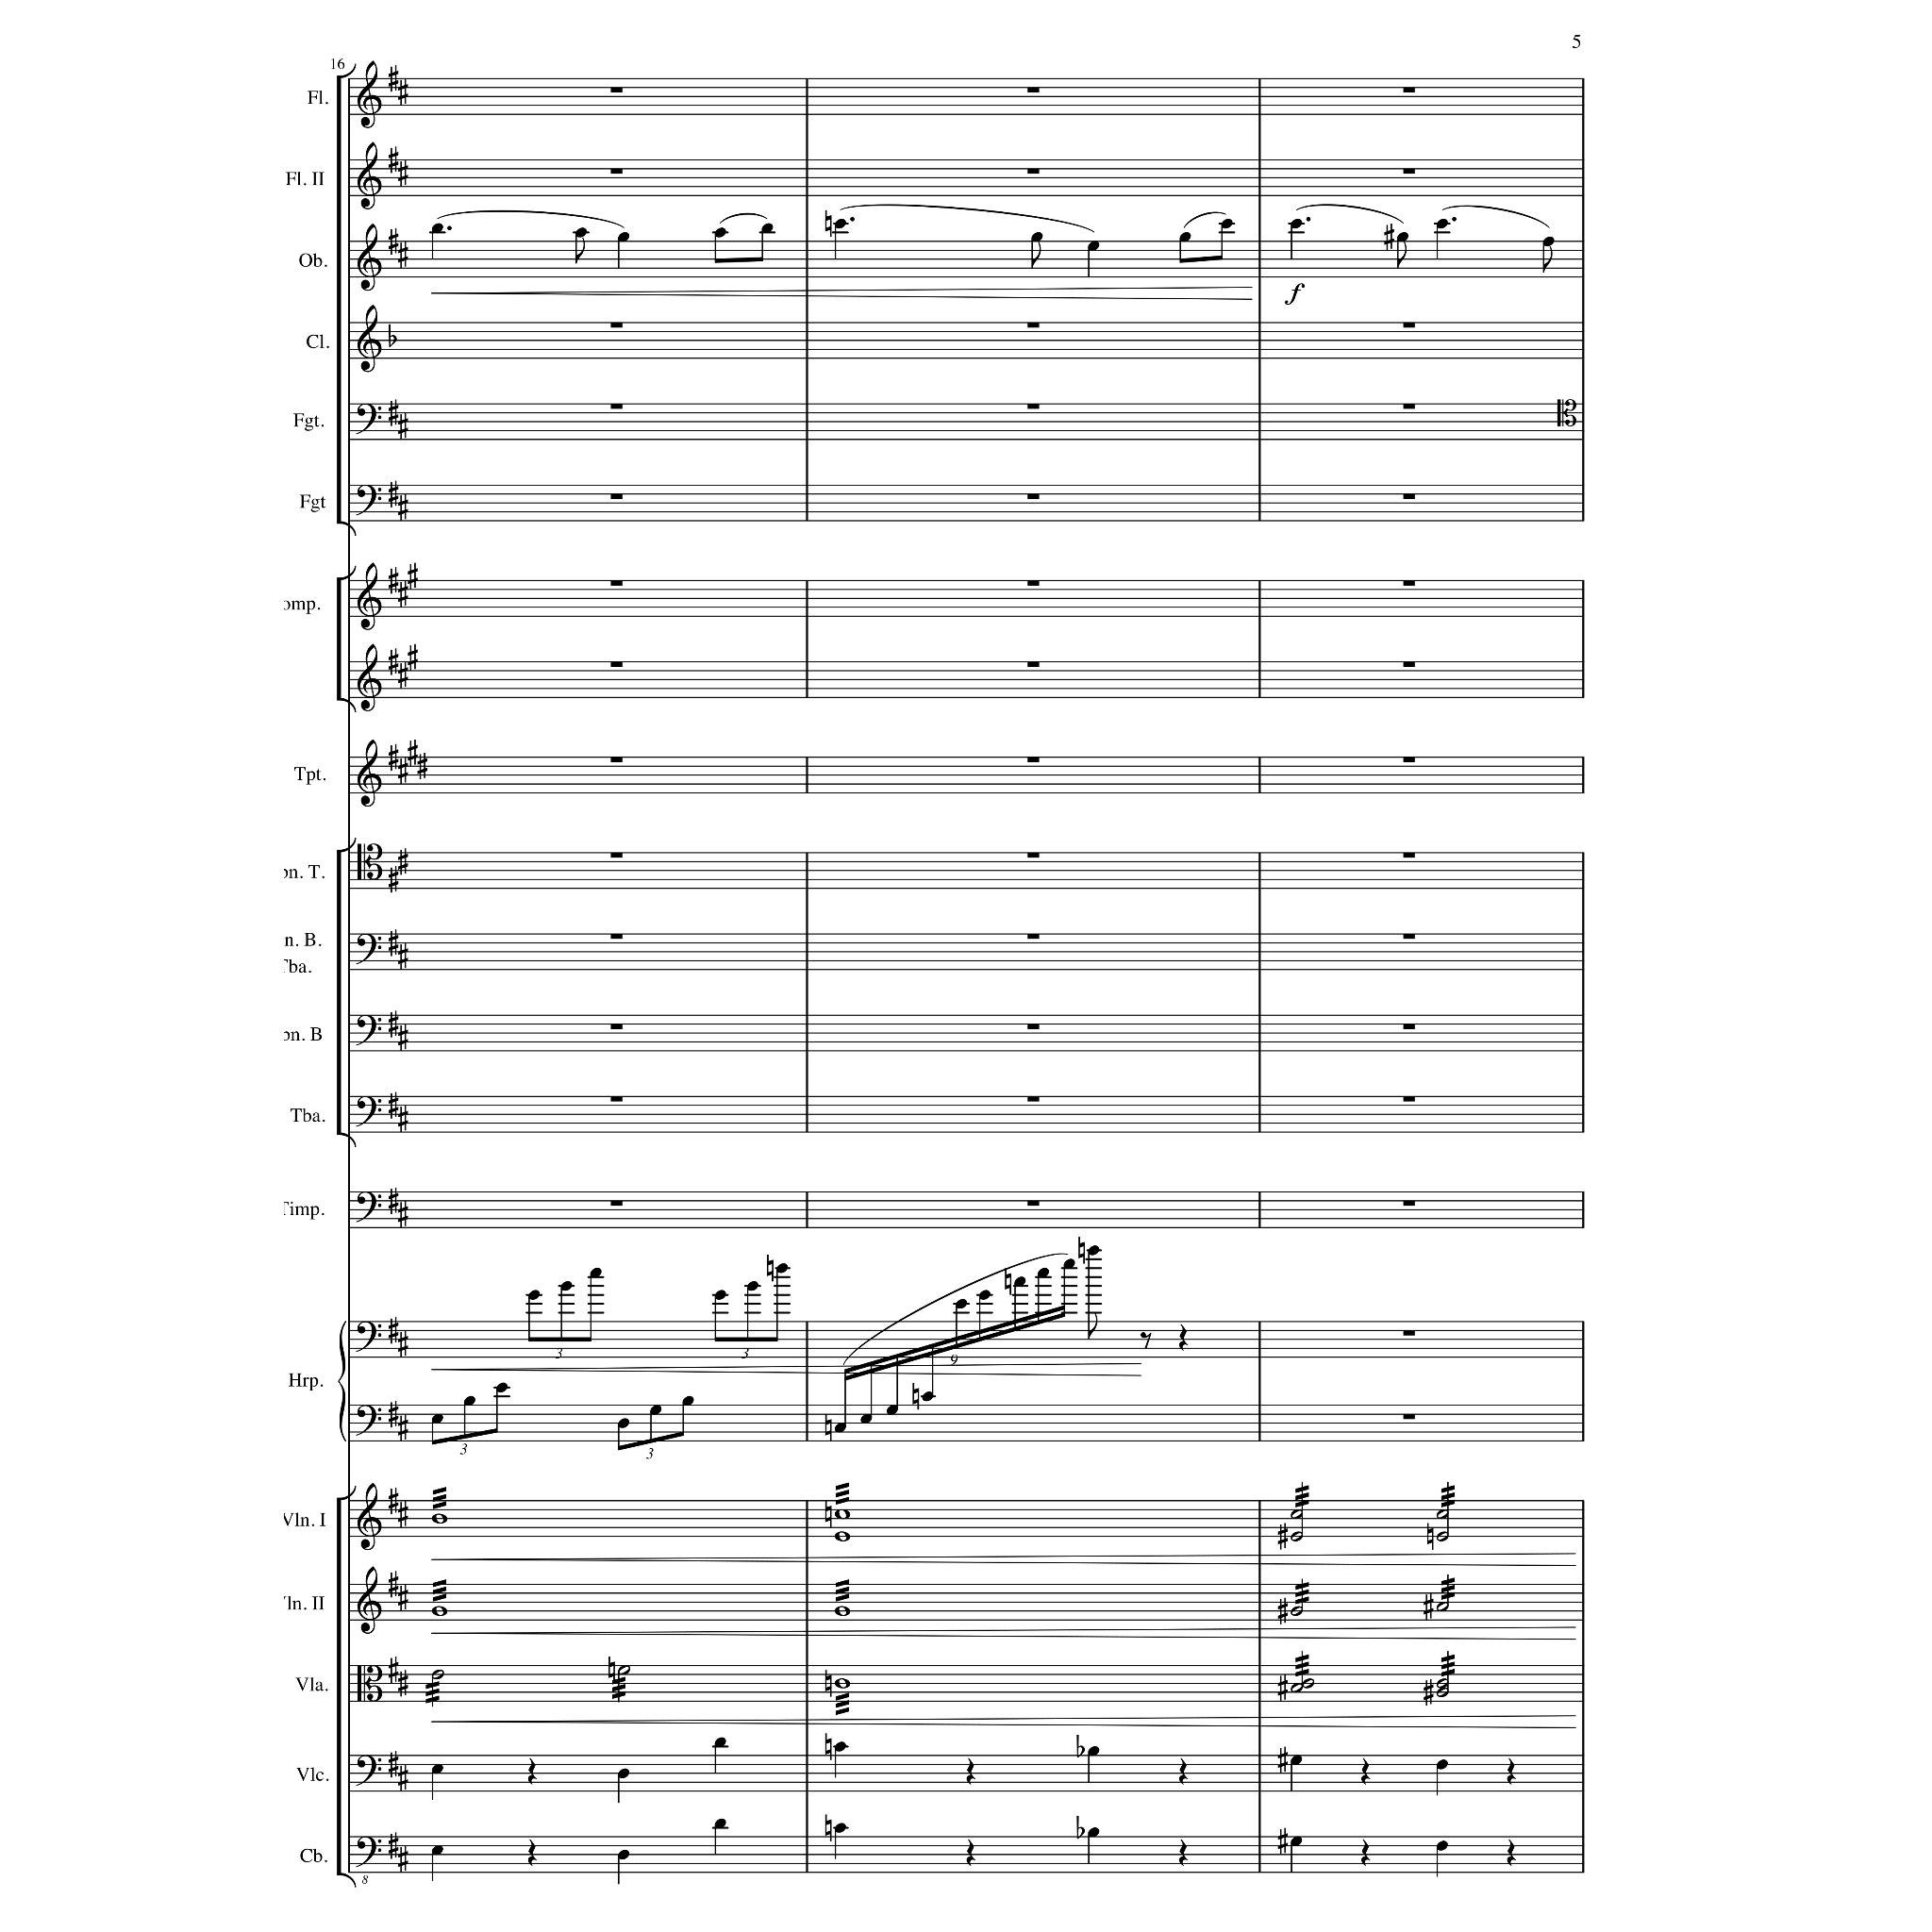 5
16
Fl.
Fl. II
Ob.
f
Cl.
Fgt.
Fgt
omp.
Tpt.
on. T.
n. B.
Tba.
on. B
Tba.
Timp.
3 3
9
Hrp.
3 3
Vln. I
ln. II
Vla.
Vlc.
Cb.
8